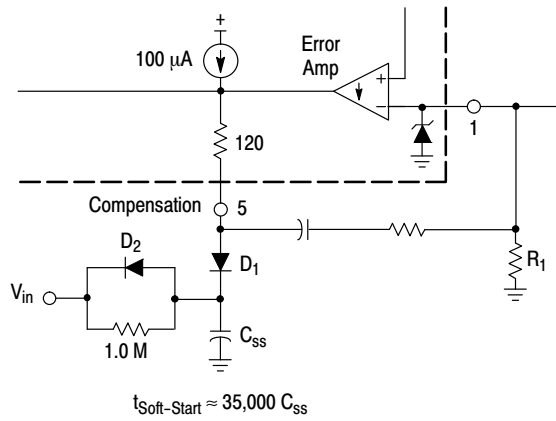 +
100 µA
Error
Amp
+
−
1
120
Compensation
5
D2
D1
R1
Vin
1.0 M
Css
tSoft−Start ≈ 35,000 Css